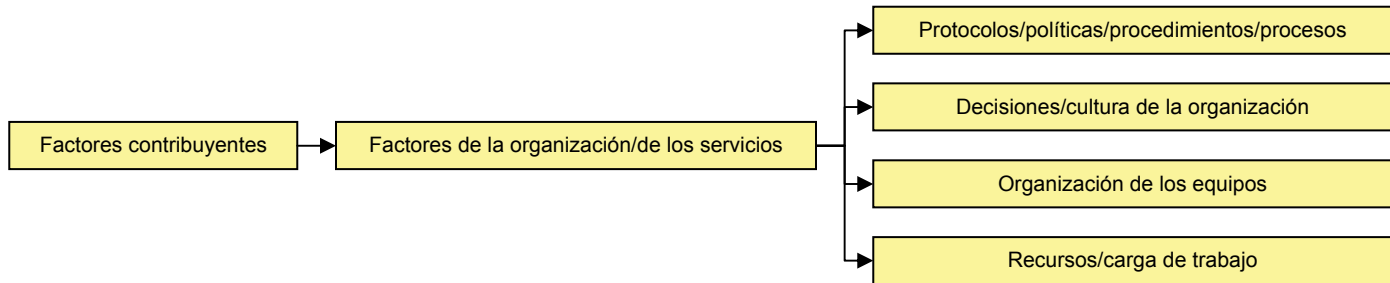 Protocolos/políticas/procedimientos/procesos
Decisiones/cultura de la organización
Factores contribuyentes
Factores de la organización/de los servicios
Organización de los equipos
Recursos/carga de trabajo